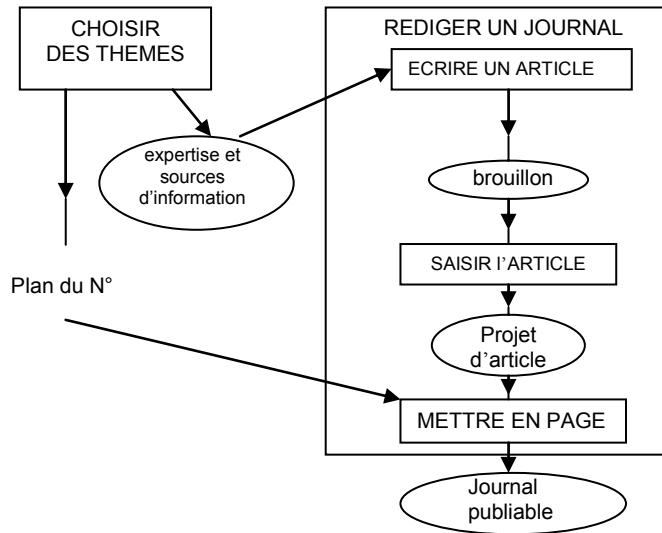 CHOISIR
DES THEMES
expertise et
sources
d'information
Plan du N°
REDIGER UN JOURNAL
ECRIRE UN ARTICLE
brouillon
SAISIR l'ARTICLE
Projet
d'article
METTRE EN PAGE
Journal
publiable